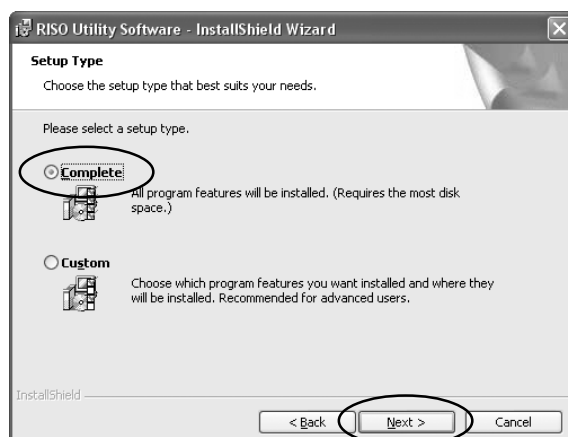 RISO Utility Software - InstallShield Wizard
Setup Type
Choose the setup type that best suits your needs.
Please select a setup type.
Complete
All program features will be installed. (Requires the most disk
space.)
Custom
Choose which program features you want installed and where they
will be installed. Recommended for advanced users.
InstallShield
< Back
Next >
Cancel